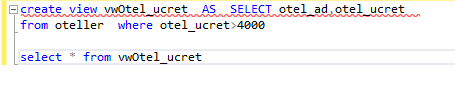 create view vwOtel_ucret  AS  SELECT otel_ad,otel_ucret
from oteller  where otel_ucret>4000
select * from vwOtel_ucret